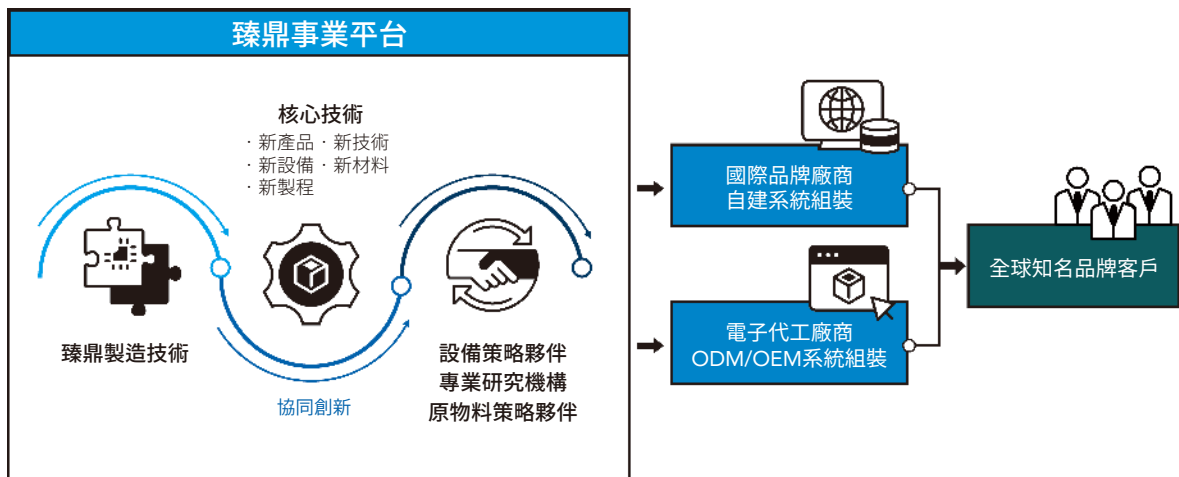 臻鼎事業平台
核心技術
· 新產品 · 新技術
· 新設備 · 新材料
· 新製程
臻鼎製造技術
協同創新
設備策略夥伴
專業研究機構
原物料策略夥伴
國際品牌廠商
自建系統組裝
電子代工廠商
ODM/OEM系統組裝
全球知名品牌客戶